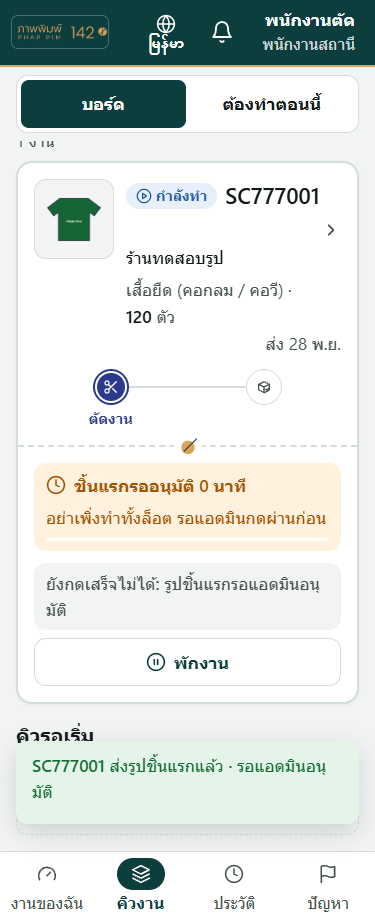 ภาพพิมพ์ 142
PHAP PIM
မြန်မာ
พนักงานตัด
พนักงานสถานี
บอร์ด
ต้องทำตอนนี้
1 งาน
กำลังทำ SC777001
ร้านทดสอบรูป
เสื้อยืด (คอกลม / คอวี) ·
120 ตัว
ส่ง 28 พ.ย.
ตัดงาน
ชิ้นแรกรออนุมัติ 0 นาที
อย่าเพิ่งทำทั้งล็อต รอแอดมินกดผ่านก่อน
ยังกดเสร็จไม่ได้: รูปชิ้นแรกรอแอดมินอนุ
มัติ
พักงาน
คิวรอเริ่ม
SC777001 ส่งรูปชิ้นแรกแล้ว · รอแอดมินอนุ
มัติ
งานของฉัน
คิวงาน
ประวัติ
ปัญหา